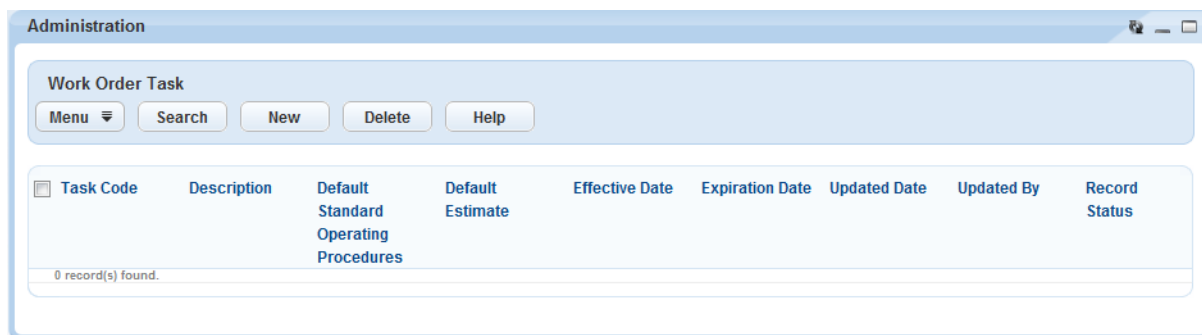 Administration
Work Order Task
Menu Search New Delete Help
Task Code Description Default Standard Operating Procedures Default Estimate Effective Date Expiration Date Updated Date Updated By Record Status
0 record(s) found.